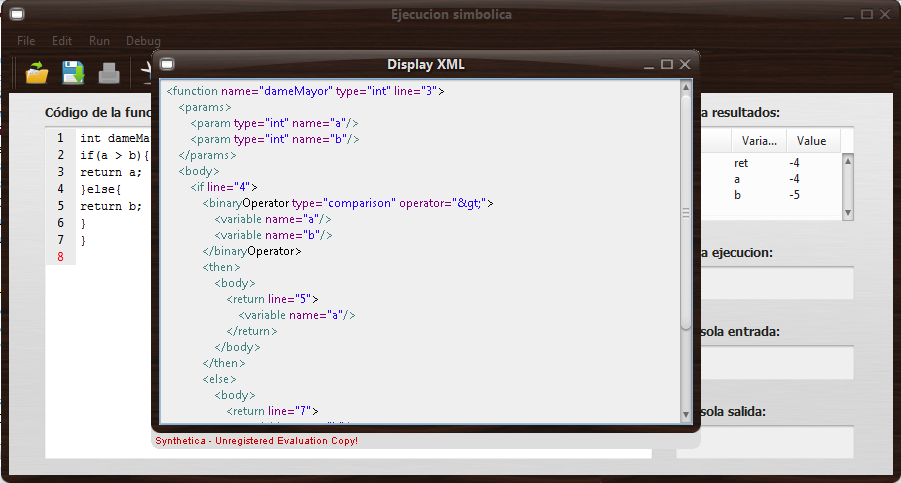 Ejecucion simbolica
File Edit Run Debug
Display XML
Código de la func
1 int dameMa
2 if(a > b){
3 return a;
4 }else{
5 return b;
6 }
7 }
8
<function name="dameMayor" type="int" line="3">
<params>
<param type="int" name="a"/>
<param type="int" name="b"/>
</params>
<body>
<if line="4">
<binaryOperator type="comparison" operator="&gt;">
<variable name="a"/>
<variable name="b"/>
</binaryOperator>
<then>
<body>
<return line="5">
<variable name="a"/>
</return>
</body>
</then>
<else>
<body>
<return line="7">
Synthetica - Unregistered Evaluation Copy!
a resultados:
Varia... Value
ret -4
a -4
b -5
a ejecucion:
sola entrada:
sola salida: